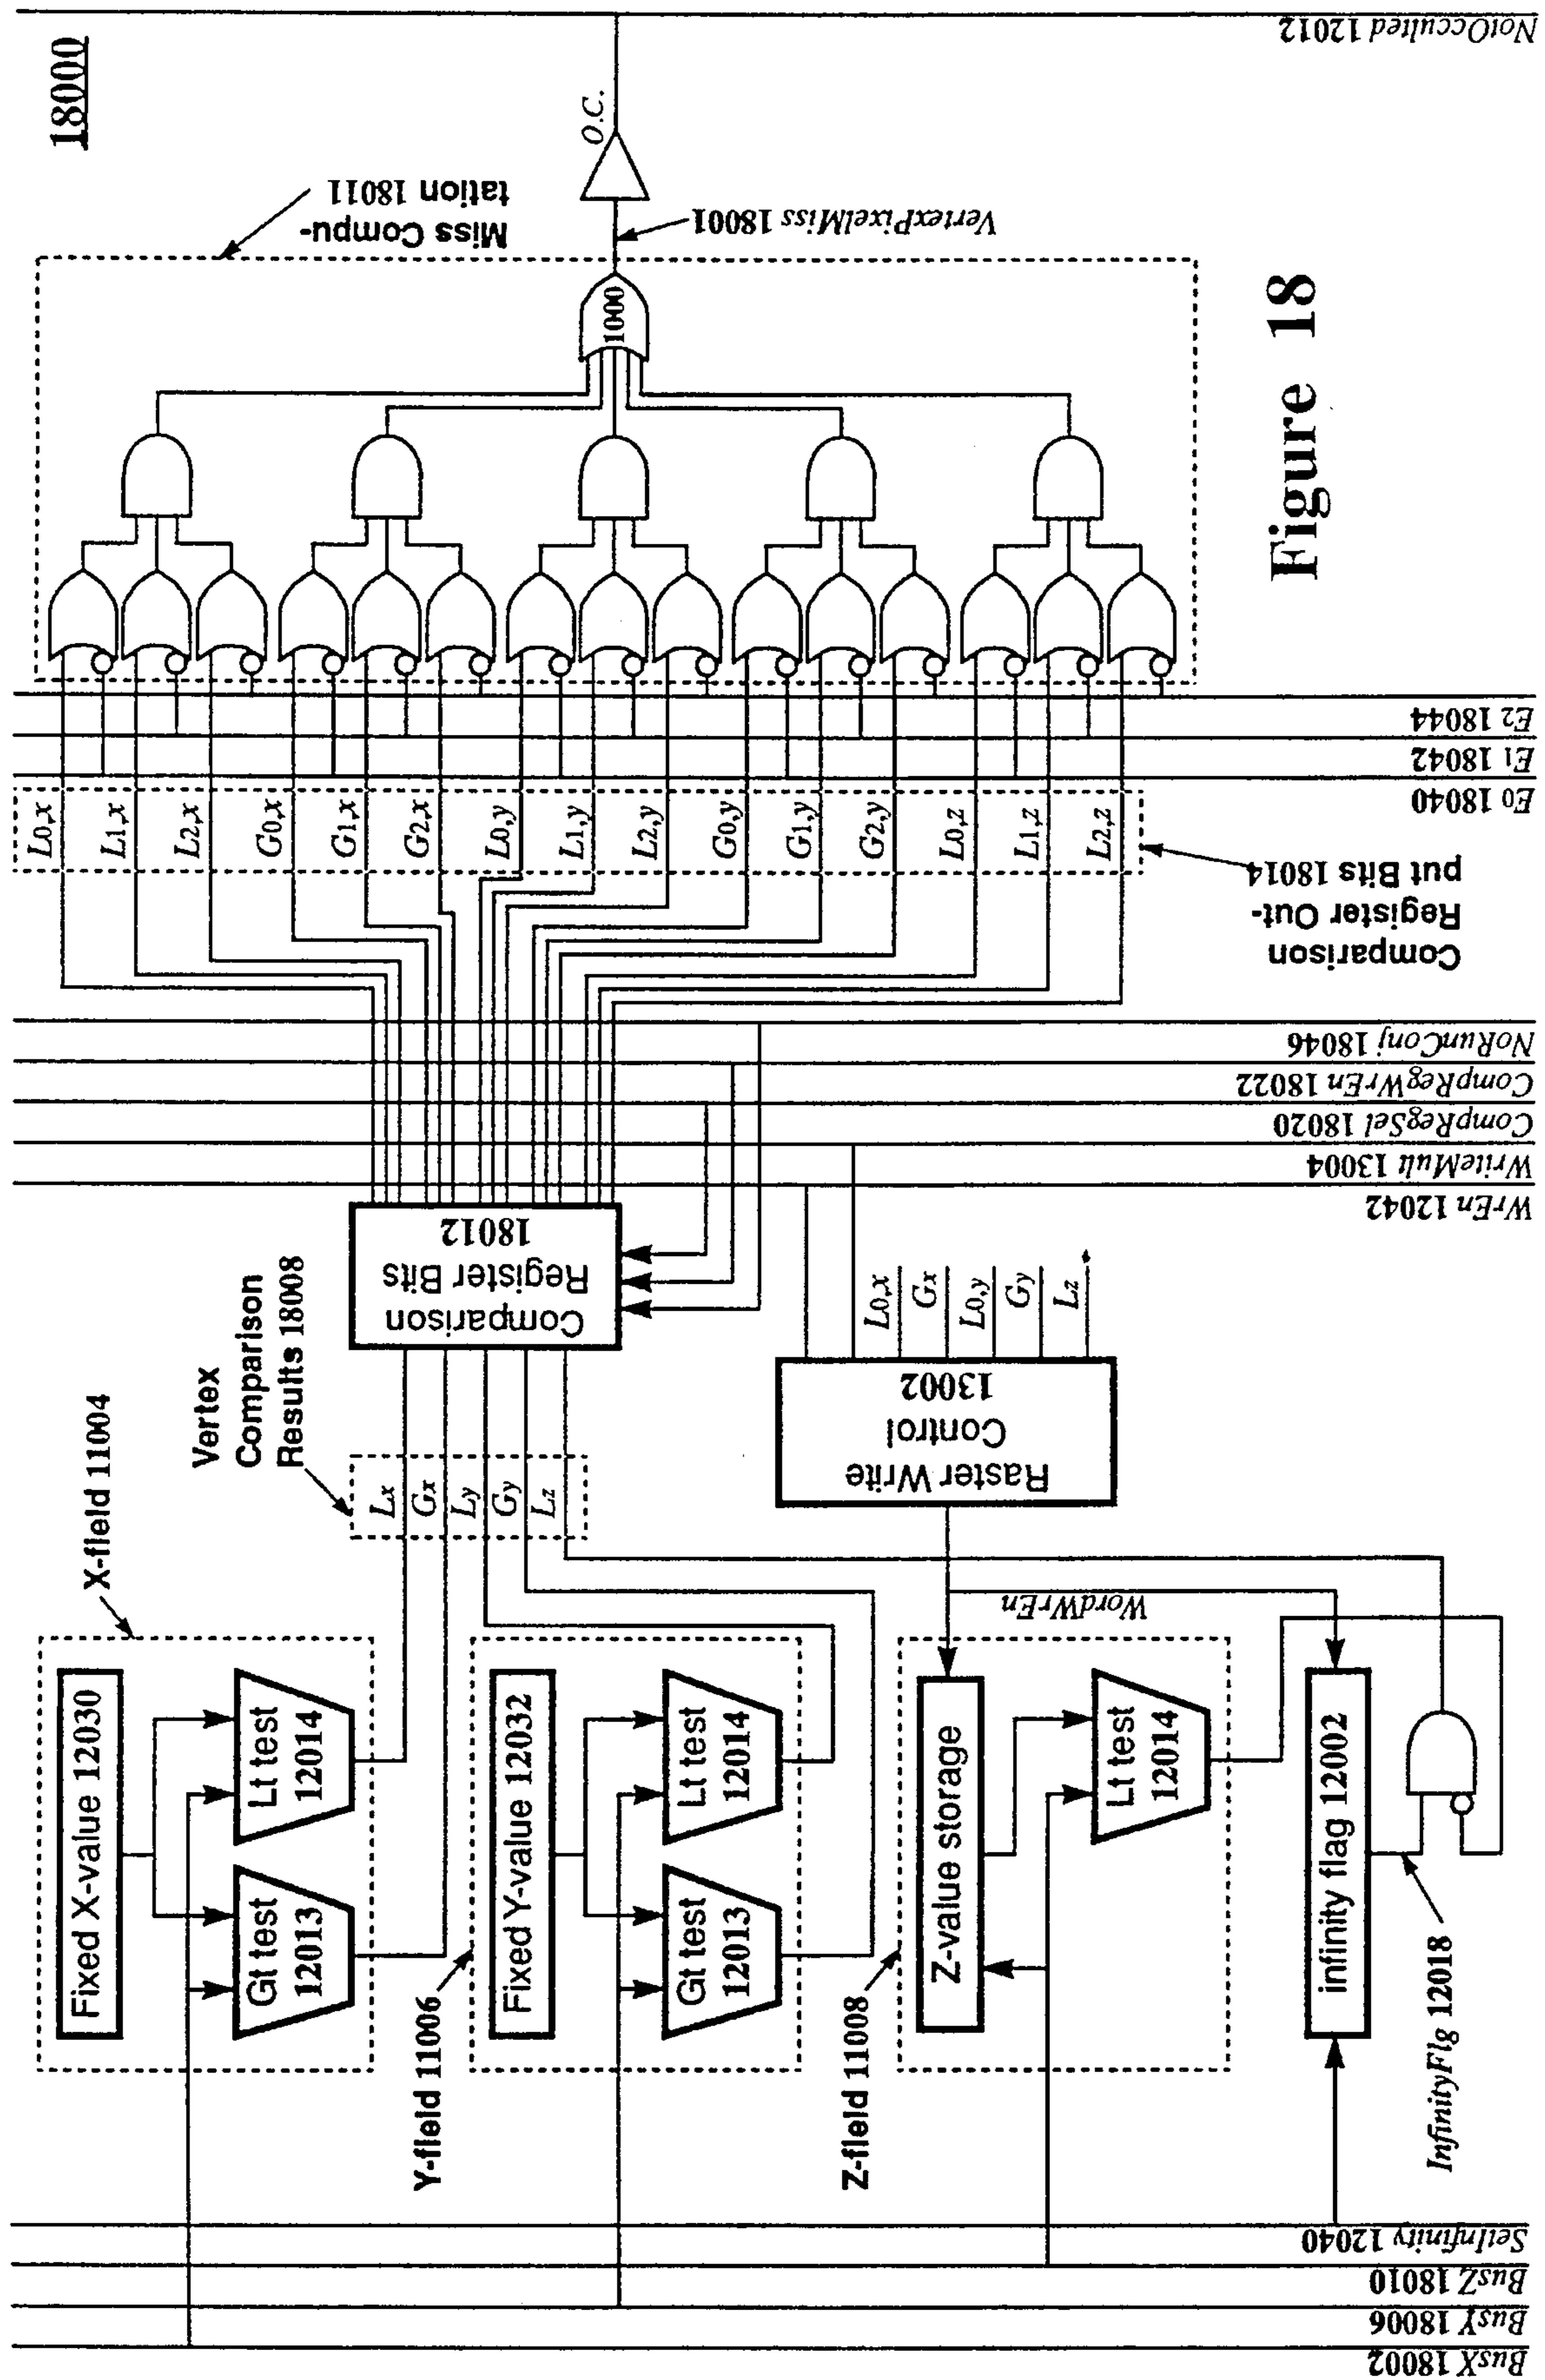 18000
NotOcculted 12012
O.C.
Miss Compu-
tation 18011
VertexPixelMiss 18001
1000
Figure 18
E2 18044
E1 18042
E0 18040
L0,x
L1,x
L2,x
G0,x
G1,x
G2,x
L0,y
L1,y
L2,y
G0,y
G1,y
G2,y
L0,z
L1,z
L2,z
Comparison
Register Out-
put Bits 18014
NoRunConj 18046
CompRegWrEn 18022
CompRegSel 18020
WriteMult 13004
WrEn 12042
Comparison
Register Bits
18012
Vertex
Comparison
Results 18008
Lx
Gx
Ly
Gy
Lz
L0,x
Gx
L0,y
Gy
Lz
Raster Write
Control
13002
WordWrEn
X-field 11004
Fixed X-value 12030
Gt test
12013
Lt test
12014
Y-field 11006
Fixed Y-value 12032
Gt test
12013
Lt test
12014
Z-field 11008
Z-value storage
Lt test
12014
infinity flag 12002
InfinityFlg 12018
SetInfinity 12040
BusZ 18010
BusY 18006
BusX 18002